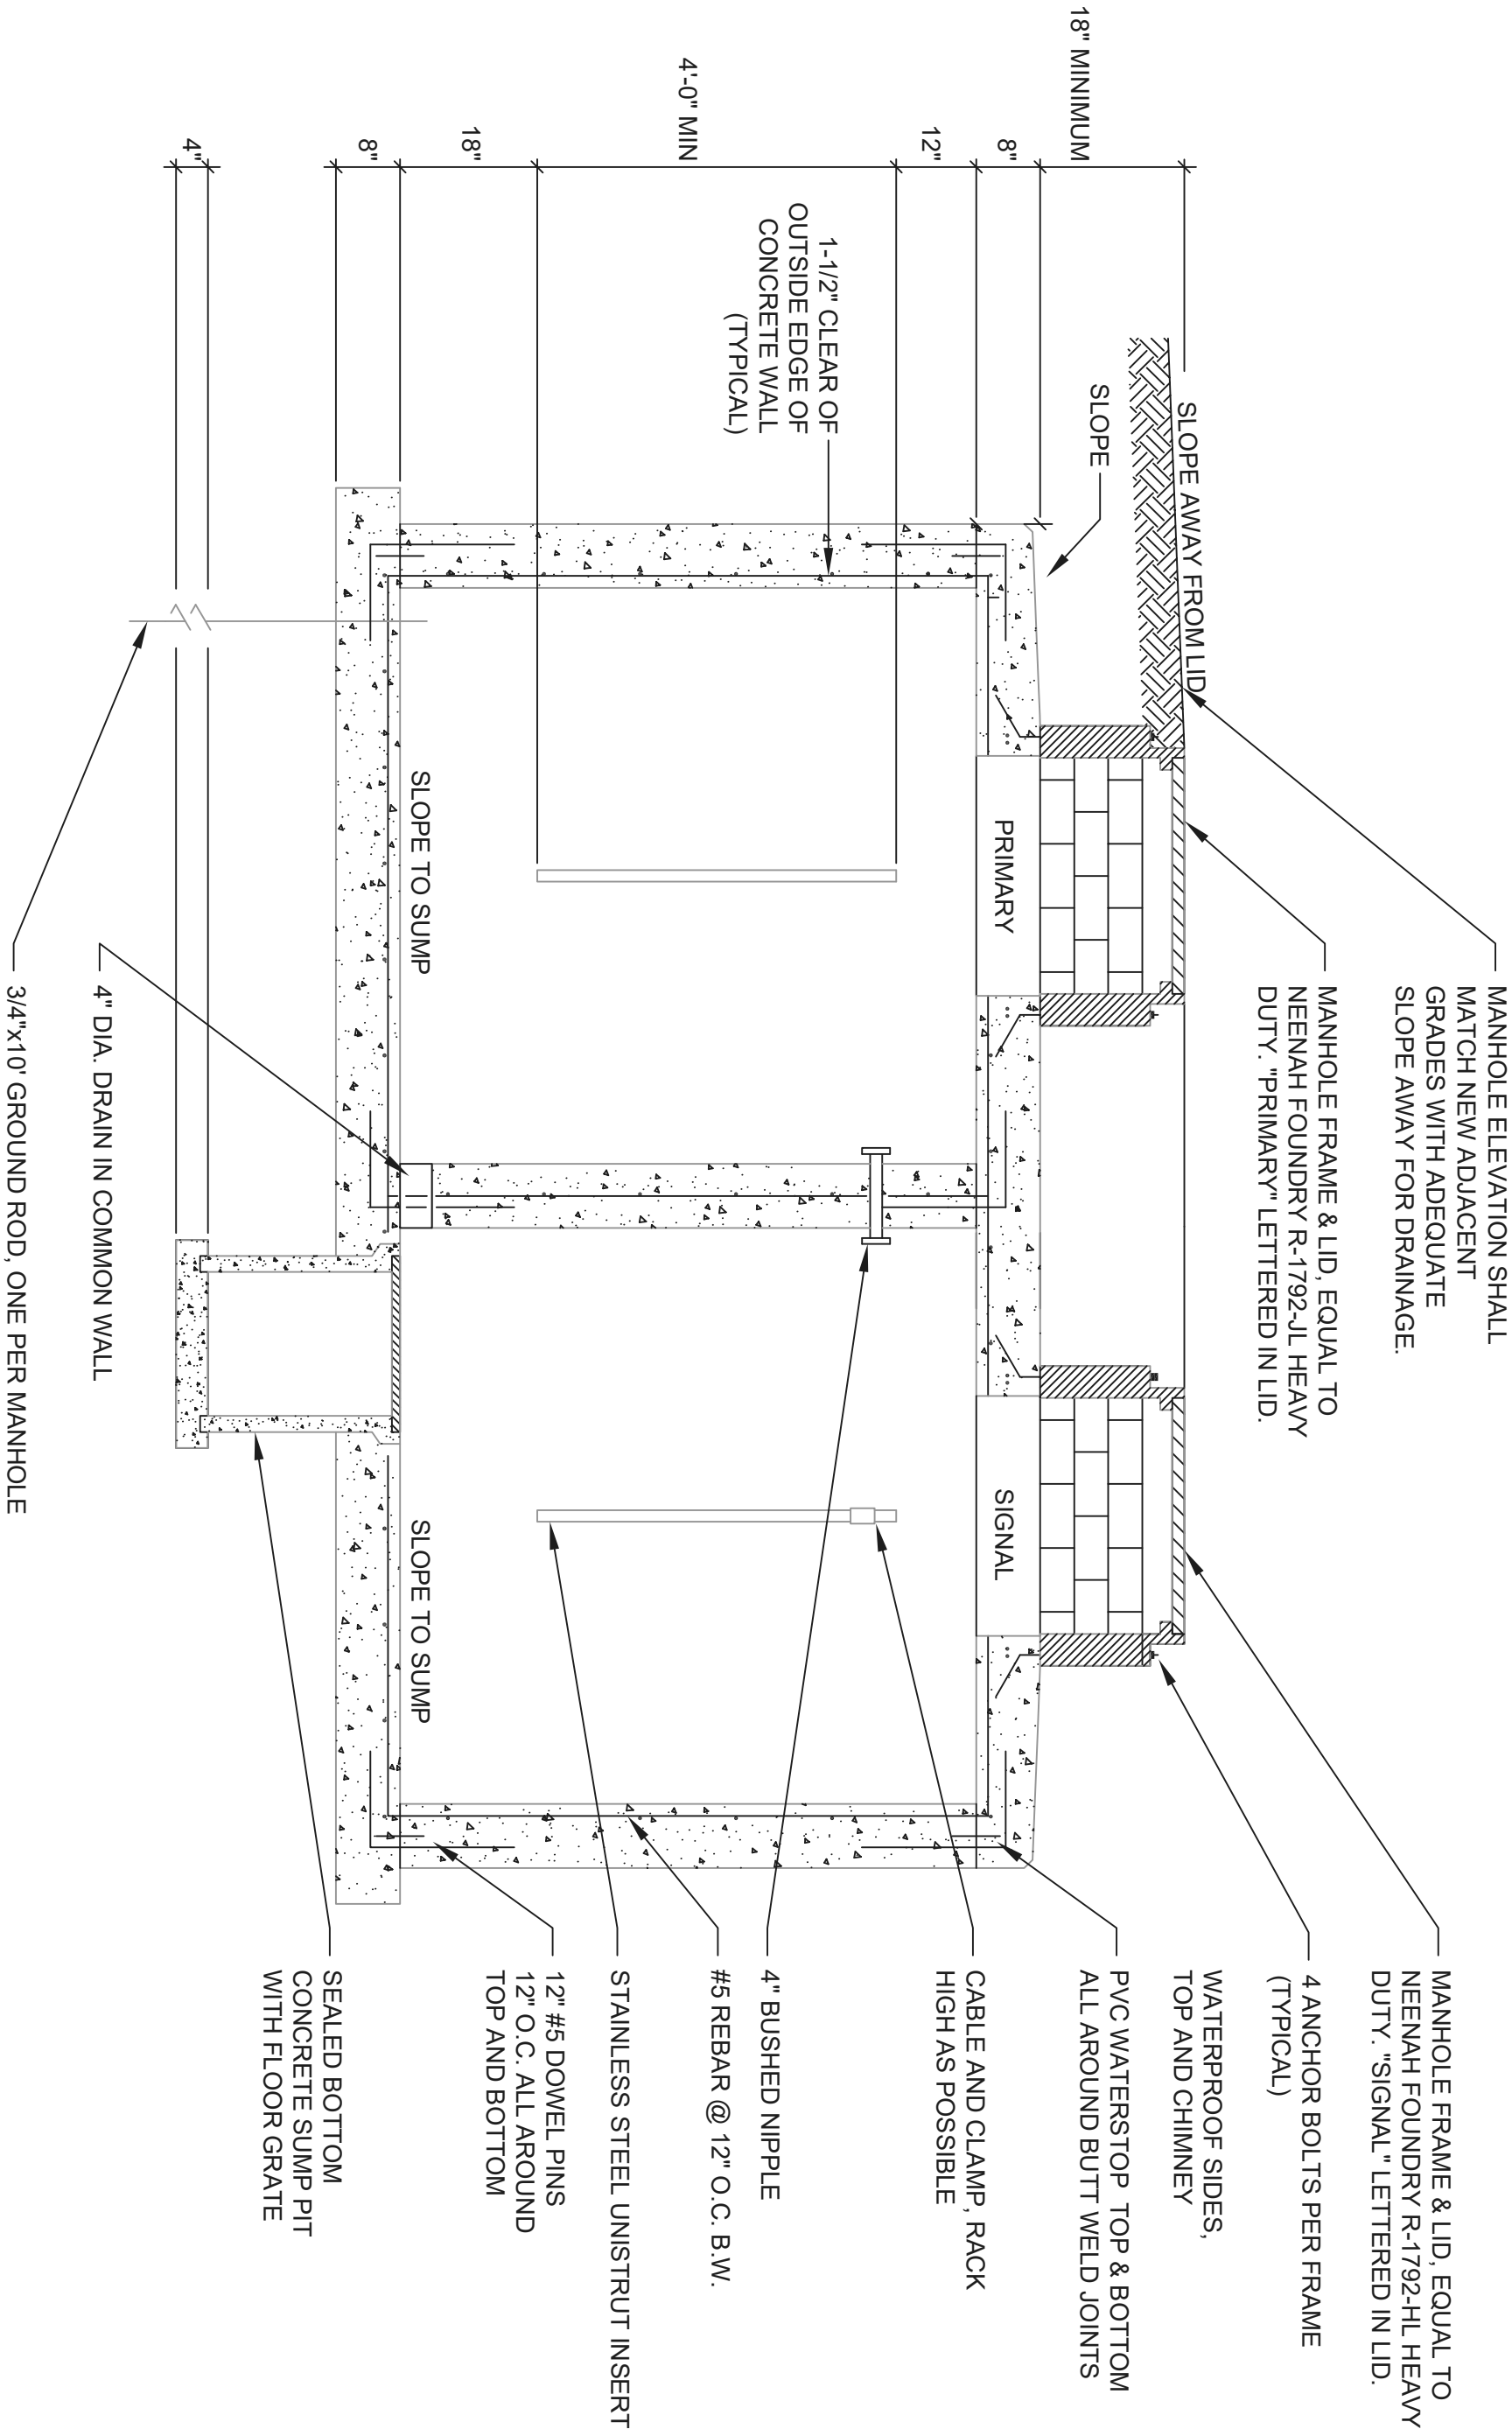 MANHOLE ELEVATION SHALL
MATCH NEW ADJACENT
GRADES WITH ADEQUATE
SLOPE AWAY FOR DRAINAGE.
MANHOLE FRAME & LID, EQUAL TO
NEENAH FOUNDRY R-1792-JL HEAVY
DUTY. "PRIMARY" LETTERED IN LID.
MANHOLE FRAME & LID, EQUAL TO
NEENAH FOUNDRY R-1792-HL HEAVY
DUTY. "SIGNAL" LETTERED IN LID.
4 ANCHOR BOLTS PER FRAME
(TYPICAL)
WATERPROOF SIDES,
TOP AND CHIMNEY
PVC WATERSTOP TOP & BOTTOM
ALL AROUND BUTT WELD JOINTS
CABLE AND CLAMP, RACK
HIGH AS POSSIBLE
4" BUSHED NIPPLE
#5 REBAR @ 12" O.C. B.W.
STAINLESS STEEL UNISTRUT INSERT
12" #5 DOWEL PINS
12" O.C. ALL AROUND
TOP AND BOTTOM
SEALED BOTTOM
CONCRETE SUMP PIT
WITH FLOOR GRATE
SLOPE AWAY FROM LID
SLOPE
18" MINIMUM
8"
12"
4'-0" MIN
18"
8"
4"
1-1/2" CLEAR OF
OUTSIDE EDGE OF
CONCRETE WALL
(TYPICAL)
PRIMARY
SIGNAL
SLOPE TO SUMP
SLOPE TO SUMP
4" DIA. DRAIN IN COMMON WALL
3/4"x10' GROUND ROD, ONE PER MANHOLE